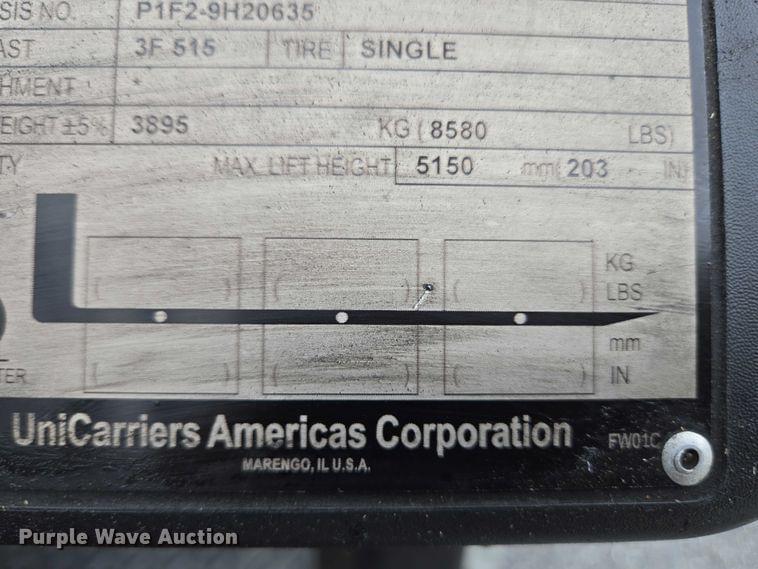 SIS NO. P1F2-9H20635
AST 3F 515 TIRE SINGLE
HMENT
EIGHT ±5% 3895 KG ( 8580 LBS)
TY MAX. LIFT HEIGHT 5150 mm( 203 IN)
( ) ( ) ( ) KG
LBS
mm
( ) ( ) ( ) IN
TER
UniCarriers Americas Corporation FW01C
MARENGO, IL U.S.A.
Purple Wave Auction